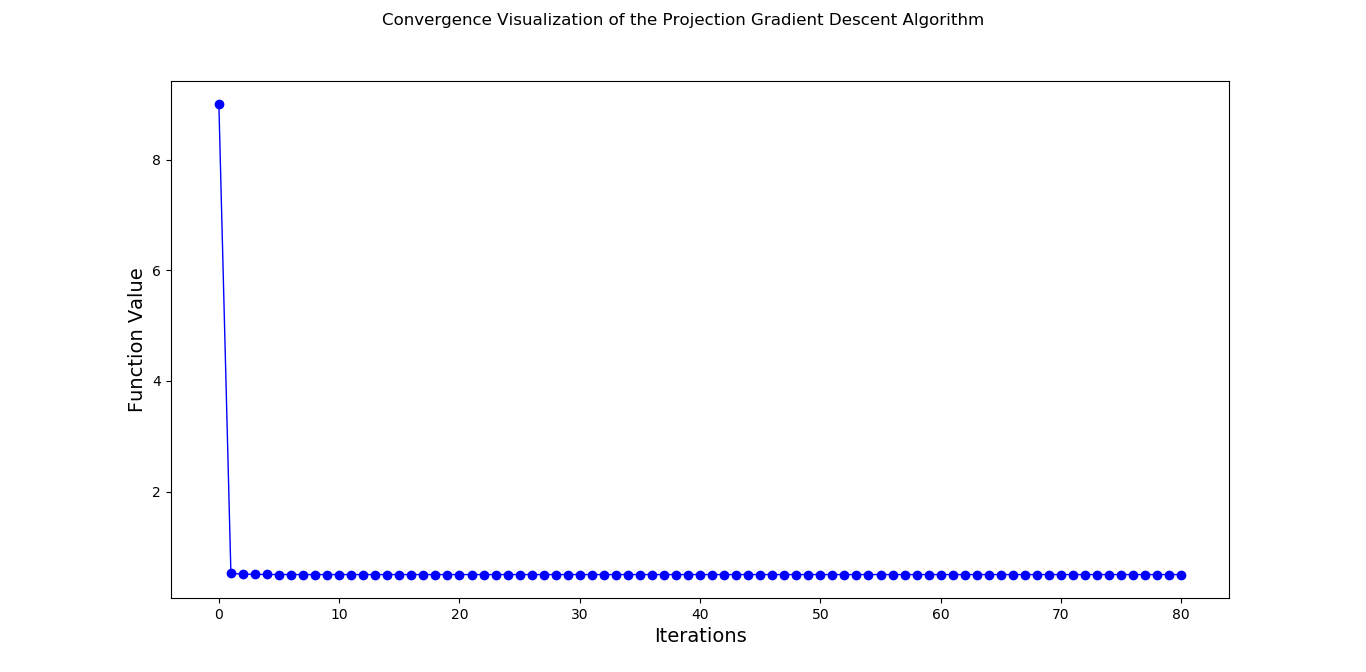 Convergence Visualization of the Projection Gradient Descent Algorithm
Function Value
8
6
4
2
0 10 20 30 40 50 60 70 80
Iterations